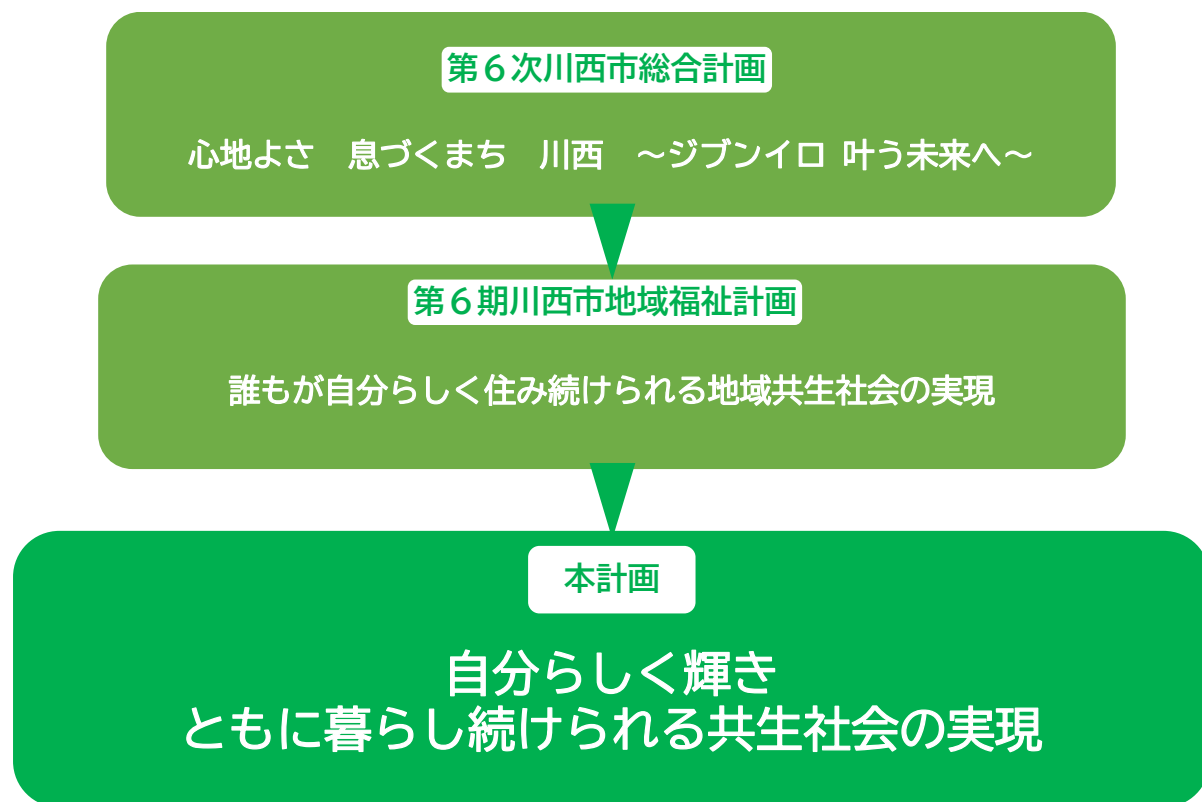 第６次川西市総合計画
心地よさ　息づくまち　川西　～ジブンイロ 叶う未来へ～
第６期川西市地域福祉計画
誰もが自分らしく住み続けられる地域共生社会の実現
本計画
自分らしく輝き
ともに暮らし続けられる共生社会の実現